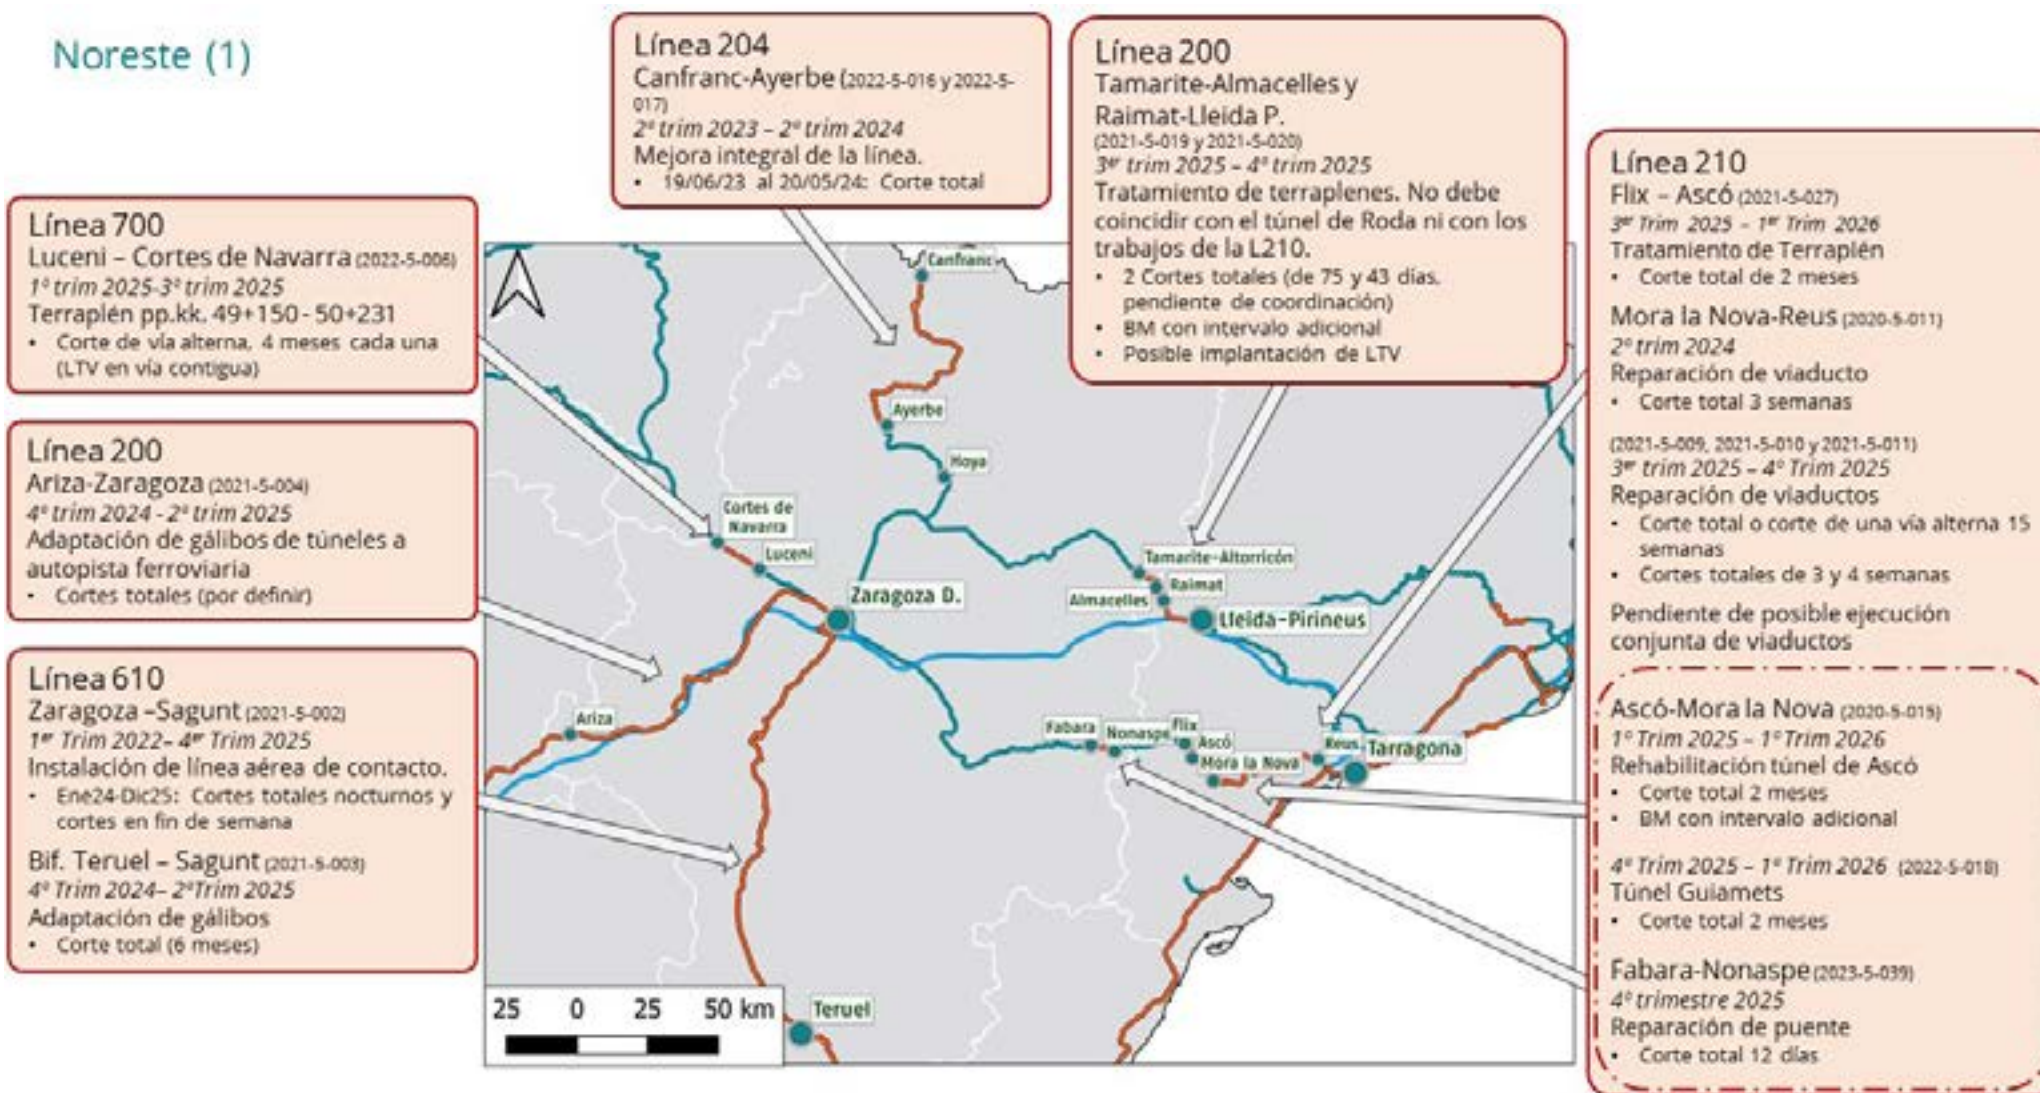 Noreste (1)
Línea 204
Canfranc-Ayerbe (2022-5-016 y 2022-5-
017)
2º trim 2023 – 2º trim 2024
Mejora integral de la línea.
• 19/06/23 al 20/05/24: Corte total
Línea 200
Tamarite-Almacelles y
Raimat-Lleida P.
(2021-5-019 y 2021-5-020)
3er trim 2025 – 4º trim 2025
Tratamiento de terraplenes. No debe
coincidir con el túnel de Roda ni con los
trabajos de la L210.
• 2 Cortes totales (de 75 y 43 días,
pendiente de coordinación)
• BM con intervalo adicional
• Posible implantación de LTV
Línea 700
Luceni – Cortes de Navarra (2022-5-006)
1º trim 2025-3º trim 2025
Terraplén pp.kk. 49+150 - 50+231
• Corte de vía alterna, 4 meses cada una
(LTV en vía contigua)
Línea 200
Ariza-Zaragoza (2021-5-004)
4º trim 2024 - 2º trim 2025
Adaptación de gálibos de túneles a
autopista ferroviaria
• Cortes totales (por definir)
Línea 610
Zaragoza –Sagunt (2021-5-002)
1er Trim 2022– 4er Trim 2025
Instalación de línea aérea de contacto.
• Ene24-Dic25: Cortes totales nocturnos y
cortes en fin de semana
Bif. Teruel – Sagunt (2021-5-003)
4º Trim 2024– 2ºTrim 2025
Adaptación de gálibos
• Corte total (6 meses)
Línea 210
Flix – Ascó (2021-5-027)
3er Trim 2025 – 1er Trim 2026
Tratamiento de Terraplén
• Corte total de 2 meses
Mora la Nova-Reus (2020-5-011)
2º trim 2024
Reparación de viaducto
• Corte total 3 semanas
(2021-5-009, 2021-5-010 y 2021-5-011)
3er trim 2025 – 4º Trim 2025
Reparación de viaductos
• Corte total o corte de una vía alterna 15
semanas
• Cortes totales de 3 y 4 semanas
Pendiente de posible ejecución
conjunta de viaductos
Ascó-Mora la Nova (2020-5-015)
1º Trim 2025 – 1º Trim 2026
Rehabilitación túnel de Ascó
• Corte total 2 meses
• BM con intervalo adicional
4º Trim 2025 – 1º Trim 2026 (2022-5-018)
Túnel Guiamets
• Corte total 2 meses
Fabara-Nonaspe (2023-5-039)
4º trimestre 2025
Reparación de puente
• Corte total 12 días
Canfranc
Ayerbe
Hoya
Cortes de
Navarra
Luceni
Zaragoza D.
Tamarite-Altorricón
Raimat
Almacelles
Lleida-Pirineus
Ariza
Fabara
Nonaspe
Flix
Ascó
Mora la Nova
Reus
Tarragona
Teruel
25 0 25 50 km